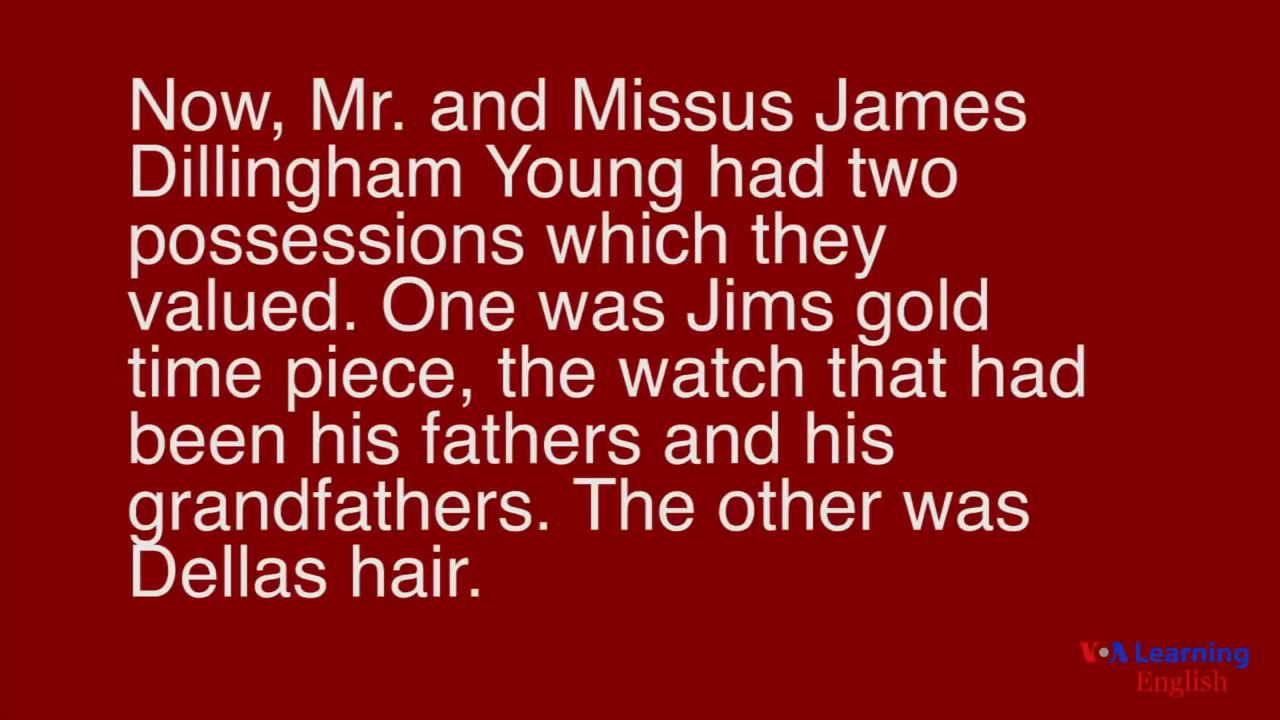 Now, Mr. and Missus James
Dillingham Young had two
possessions which they
valued. One was Jims gold
time piece, the watch that had
been his fathers and his
grandfathers. The other was
Dellas hair.
VOA Learning
English